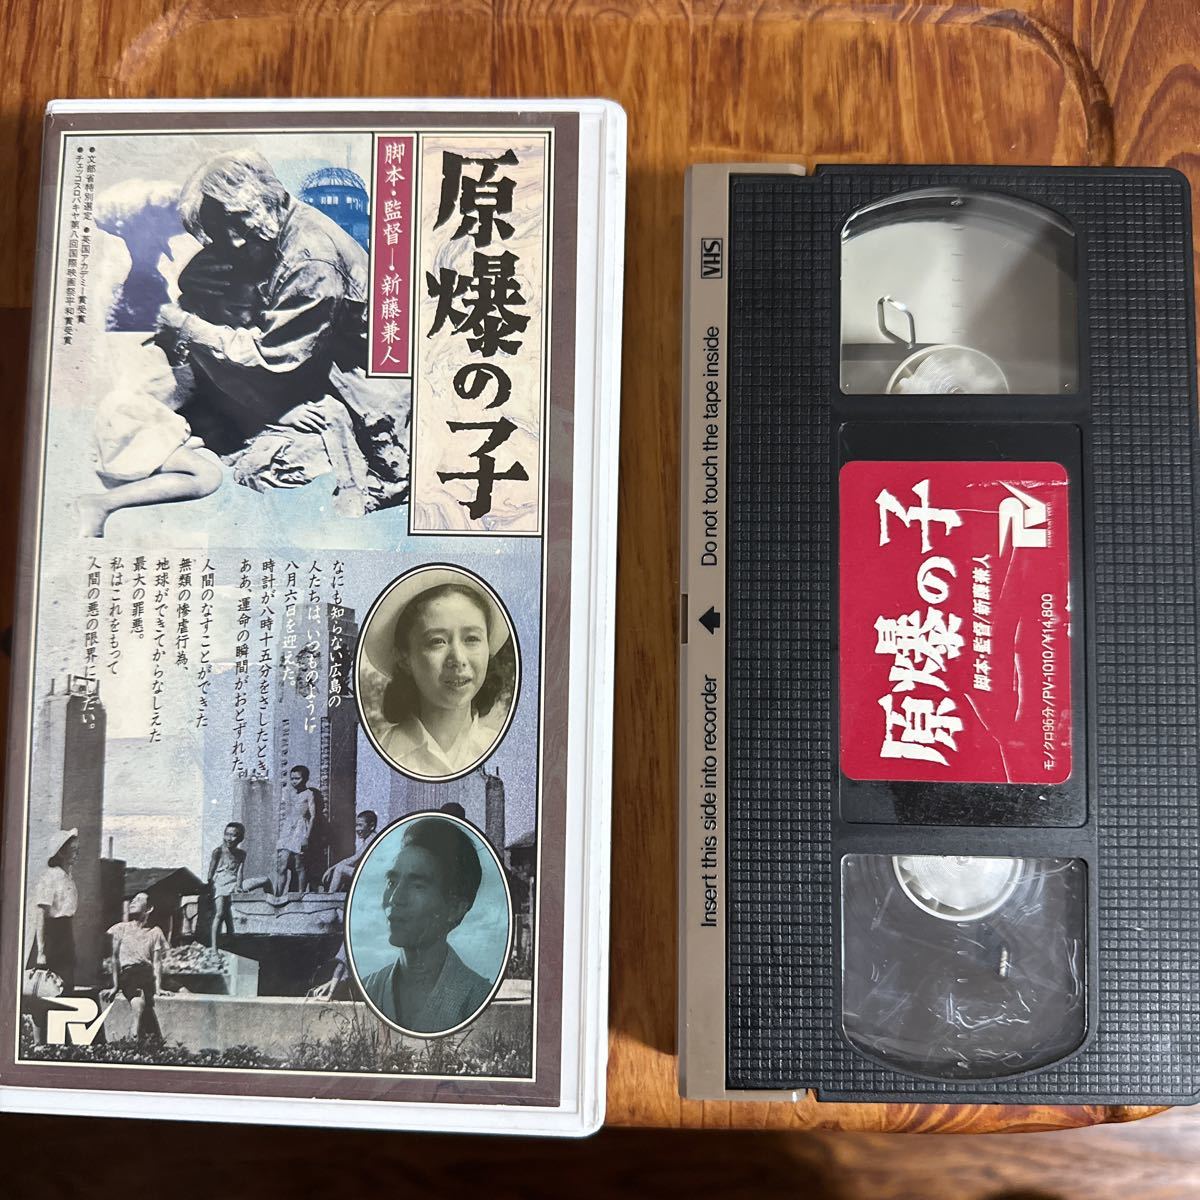 原爆の子
脚本・監督ー・新藤兼人
●文部省特別選定 ●英国アカデミー賞受賞
●チェッコスロバキヤ第八回国際映画祭平和賞受賞
なにも知らない広島の
人たちは、いつものように
八月六日を迎えた。
時計が八時十五分をさしたとき
ああ、運命の瞬間がおとずれた
人間のなすことができた
無類の惨虐行為、
地球ができてからなしえた
最大の罪悪。
私はこれをもって
人間の悪の限界にしたい。
PV
VHS
Do not touch the tape inside
Insert this side into recorder
原爆の子
脚本・監督/新藤兼人
モノクロ96分/PV-1010/¥14,800
PV